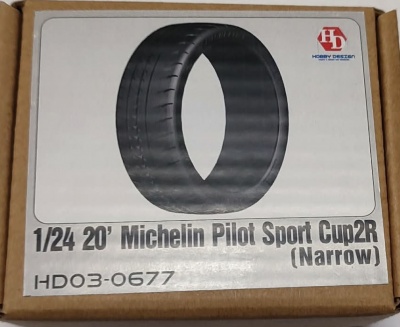 HD
HOBBY DESIGN
1/24 20' Michelin Pilot Sport Cup2R
(Narrow)
HD03-0677